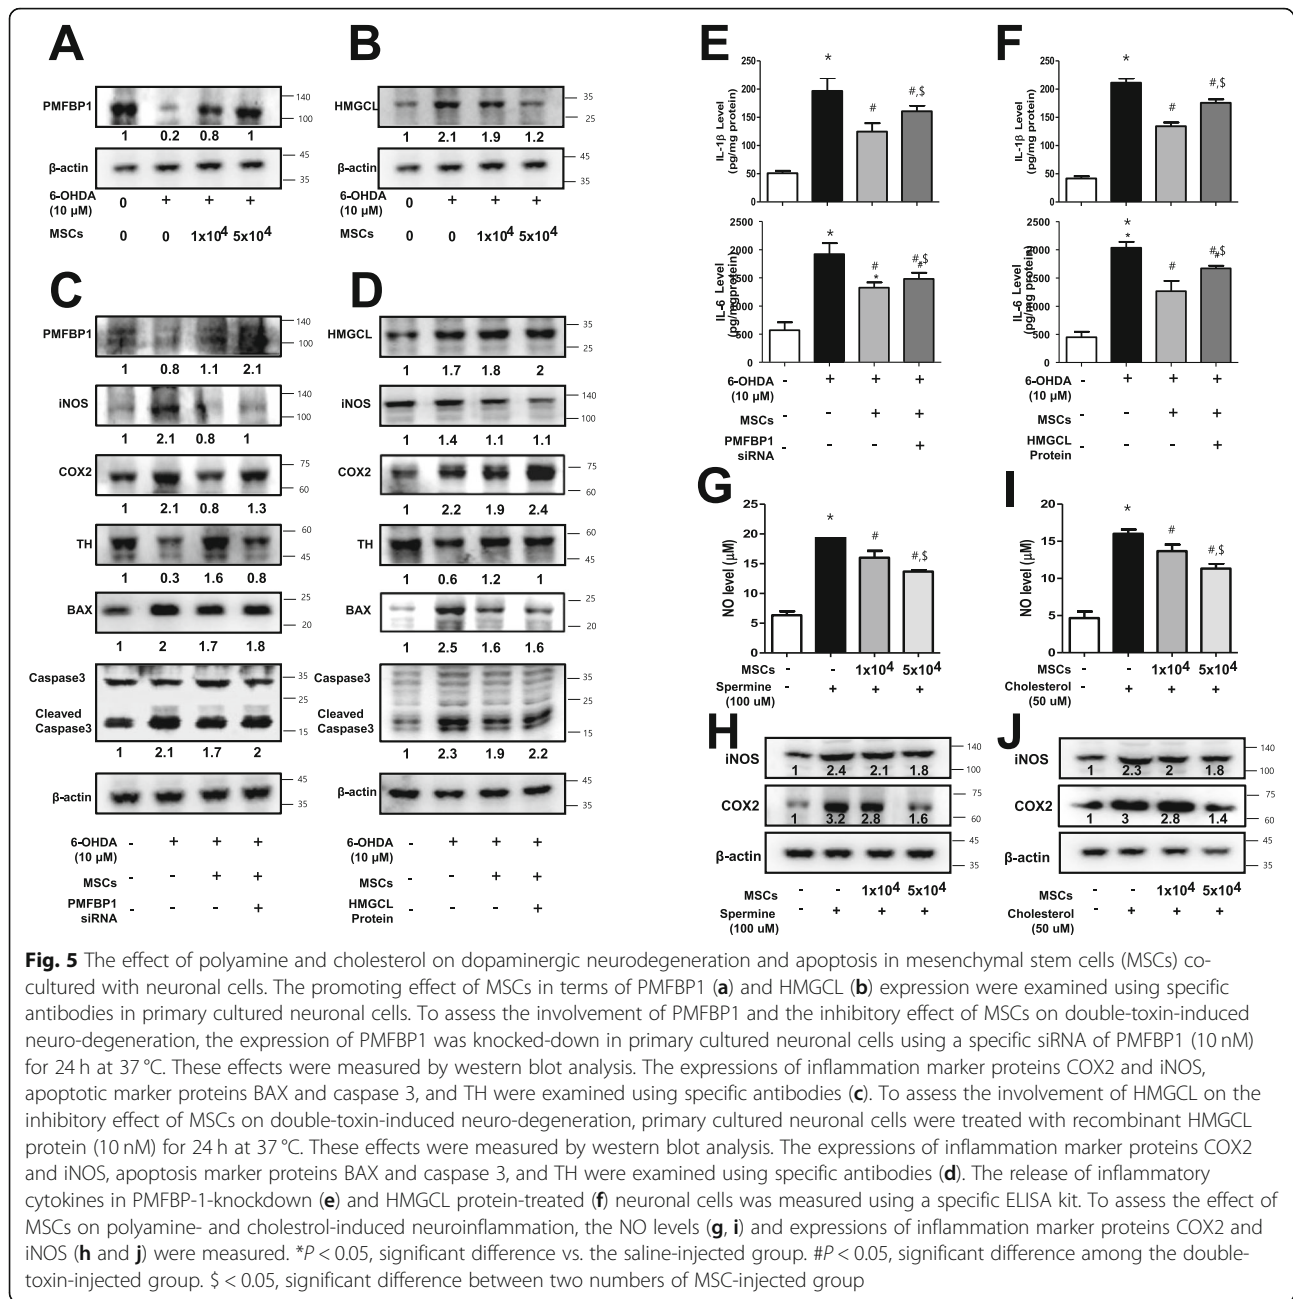 A
PMFBP1
140
100
1 0.2 0.8 1
β-actin
45
35
6-OHDA
(10 μM)
0 + + +
MSCs
0 0 1x10⁴ 5x10⁴
B
HMGCL
35
25
1 2.1 1.9 1.2
β-actin
45
35
6-OHDA
(10 μM)
0 + + +
MSCs
0 0 1x10⁴ 5x10⁴
C
PMFBP1
140
100
1 0.8 1.1 2.1
iNOS
140
100
1 2.1 0.8 1
COX2
75
60
1 2.1 0.8 1.3
TH
60
45
1 0.3 1.6 0.8
BAX
25
20
1 2 1.7 1.8
Caspase3
35
25
Cleaved
Caspase3
15
1 2.1 1.7 2
β-actin
45
35
6-OHDA
(10 μM)
- + + +
MSCs
- - + +
PMFBP1
siRNA
- - - +
D
HMGCL
35
25
1 1.7 1.8 2
iNOS
140
100
1 1.4 1.1 1.1
COX2
75
60
1 2.2 1.9 2.4
TH
60
45
1 0.6 1.2 1
BAX
25
20
1 2.5 1.6 1.6
Caspase3
35
25
Cleaved
Caspase3
15
1 2.3 1.9 2.2
β-actin
45
35
6-OHDA
(10 μM)
- + + +
MSCs
- - + +
HMGCL
Protein
- - - +
E
IL-1β Level
(pg/mg protein)
250
200
150
100
50
0
* # #,$
IL-6 Level
(pg/mgprotein)
2500
2000
1500
1000
500
0
* # * #,$ #
6-OHDA
(10 μM)
- + + +
MSCs
- - + +
PMFBP1
siRNA
- - - +
F
IL-1β Level
(pg/mg protein)
250
200
150
100
50
0
* # #,$
IL-6 Level
(pg/mgprotein)
2500
2000
1500
1000
500
0
* * # #,$ #
6-OHDA
(10 μM)
- + + +
MSCs
- - + +
HMGCL
Protein
- - - +
G
NO level (μM)
25
20
15
10
5
0
* # #,$
MSCs
- - 1x10⁴ 5x10⁴
Spermine
(100 uM)
- + + +
I
NO level (μM)
20
15
10
5
0
* # #,$
MSCs
- - 1x10⁴ 5x10⁴
Cholesterol
(50 uM)
- + + +
H
iNOS
140
100
1 2.4 2.1 1.8
COX2
75
60
1 3.2 2.8 1.6
β-actin
45
35
MSCs
- - 1x10⁴ 5x10⁴
Spermine
(100 uM)
- + + +
J
iNOS
140
100
1 2.3 2 1.8
COX2
75
60
1 3 2.8 1.4
β-actin
45
35
MSCs
- - 1x10⁴ 5x10⁴
Cholesterol
(50 uM)
- + + +
Fig. 5 The effect of polyamine and cholesterol on dopaminergic neurodegeneration and apoptosis in mesenchymal stem cells (MSCs) co-
cultured with neuronal cells. The promoting effect of MSCs in terms of PMFBP1 (a) and HMGCL (b) expression were examined using specific
antibodies in primary cultured neuronal cells. To assess the involvement of PMFBP1 and the inhibitory effect of MSCs on double-toxin-induced
neuro-degeneration, the expression of PMFBP1 was knocked-down in primary cultured neuronal cells using a specific siRNA of PMFBP1 (10 nM)
for 24 h at 37 °C. These effects were measured by western blot analysis. The expressions of inflammation marker proteins COX2 and iNOS,
apoptotic marker proteins BAX and caspase 3, and TH were examined using specific antibodies (c). To assess the involvement of HMGCL on the
inhibitory effect of MSCs on double-toxin-induced neuro-degeneration, primary cultured neuronal cells were treated with recombinant HMGCL
protein (10 nM) for 24 h at 37 °C. These effects were measured by western blot analysis. The expressions of inflammation marker proteins COX2
and iNOS, apoptosis marker proteins BAX and caspase 3, and TH were examined using specific antibodies (d). The release of inflammatory
cytokines in PMFBP-1-knockdown (e) and HMGCL protein-treated (f) neuronal cells was measured using a specific ELISA kit. To assess the effect of
MSCs on polyamine- and cholestrol-induced neuroinflammation, the NO levels (g, i) and expressions of inflammation marker proteins COX2 and
iNOS (h and j) were measured. *P < 0.05, significant difference vs. the saline-injected group. #P < 0.05, significant difference among the double-
toxin-injected group. $ < 0.05, significant difference between two numbers of MSC-injected group